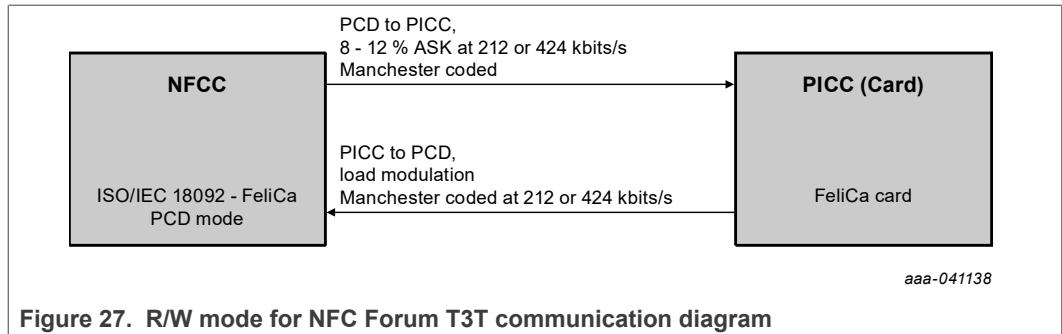 PCD to PICC,
8 - 12 % ASK at 212 or 424 kbits/s
Manchester coded
NFCC
PICC (Card)
PICC to PCD,
load modulation
Manchester coded at 212 or 424 kbits/s
ISO/IEC 18092 - FeliCa
PCD mode
FeliCa card
aaa-041138
Figure 27. R/W mode for NFC Forum T3T communication diagram